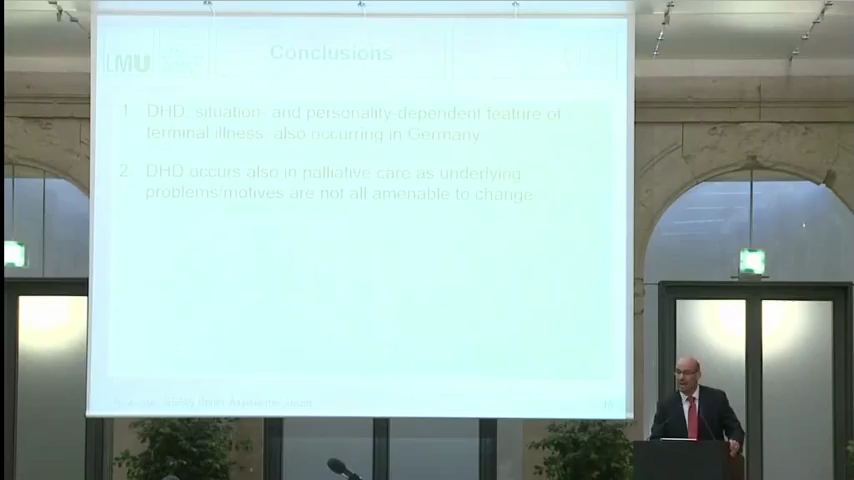 LMU
Conclusions
1 DHD: situation- and personality-dependent feature of
terminal illness also occurring in Germany
2 DHD occurs also in palliative care as underlying
problems/motives are not all amenable to change